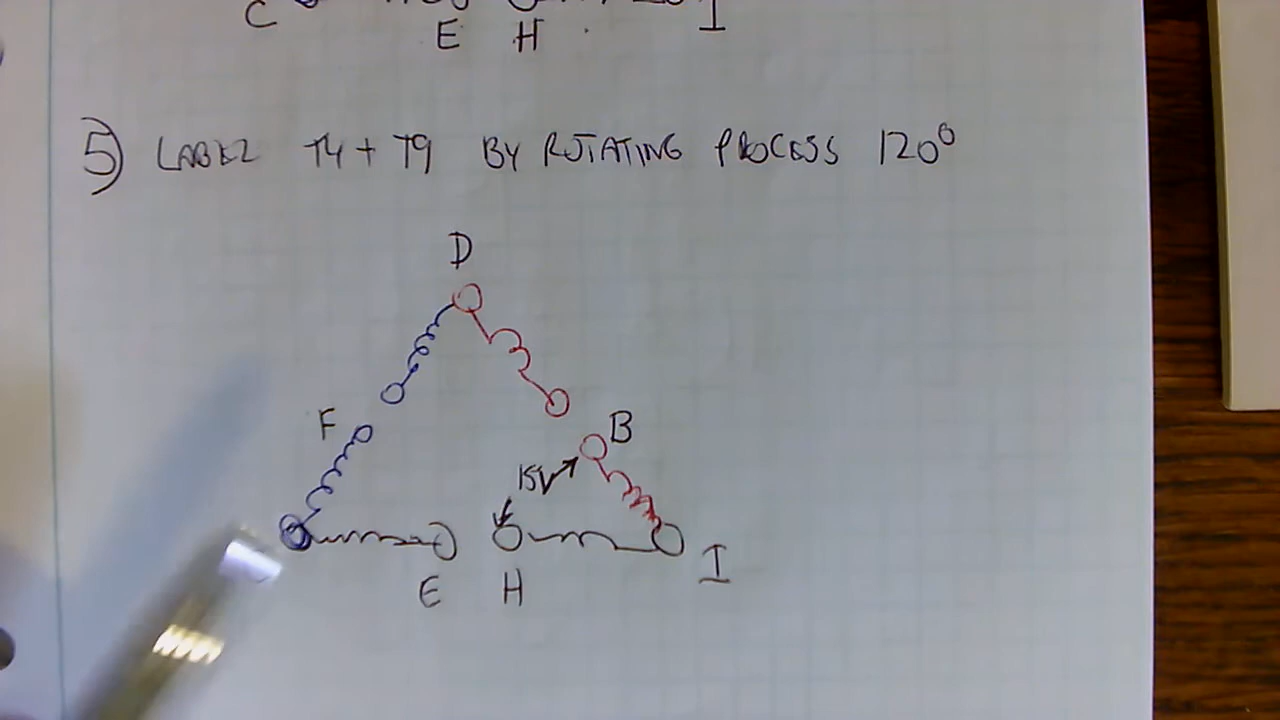 C E H I
5) LABEL T4 + T9 BY ROTATING PROCESS 120°
D
F
B
15V
I
E H